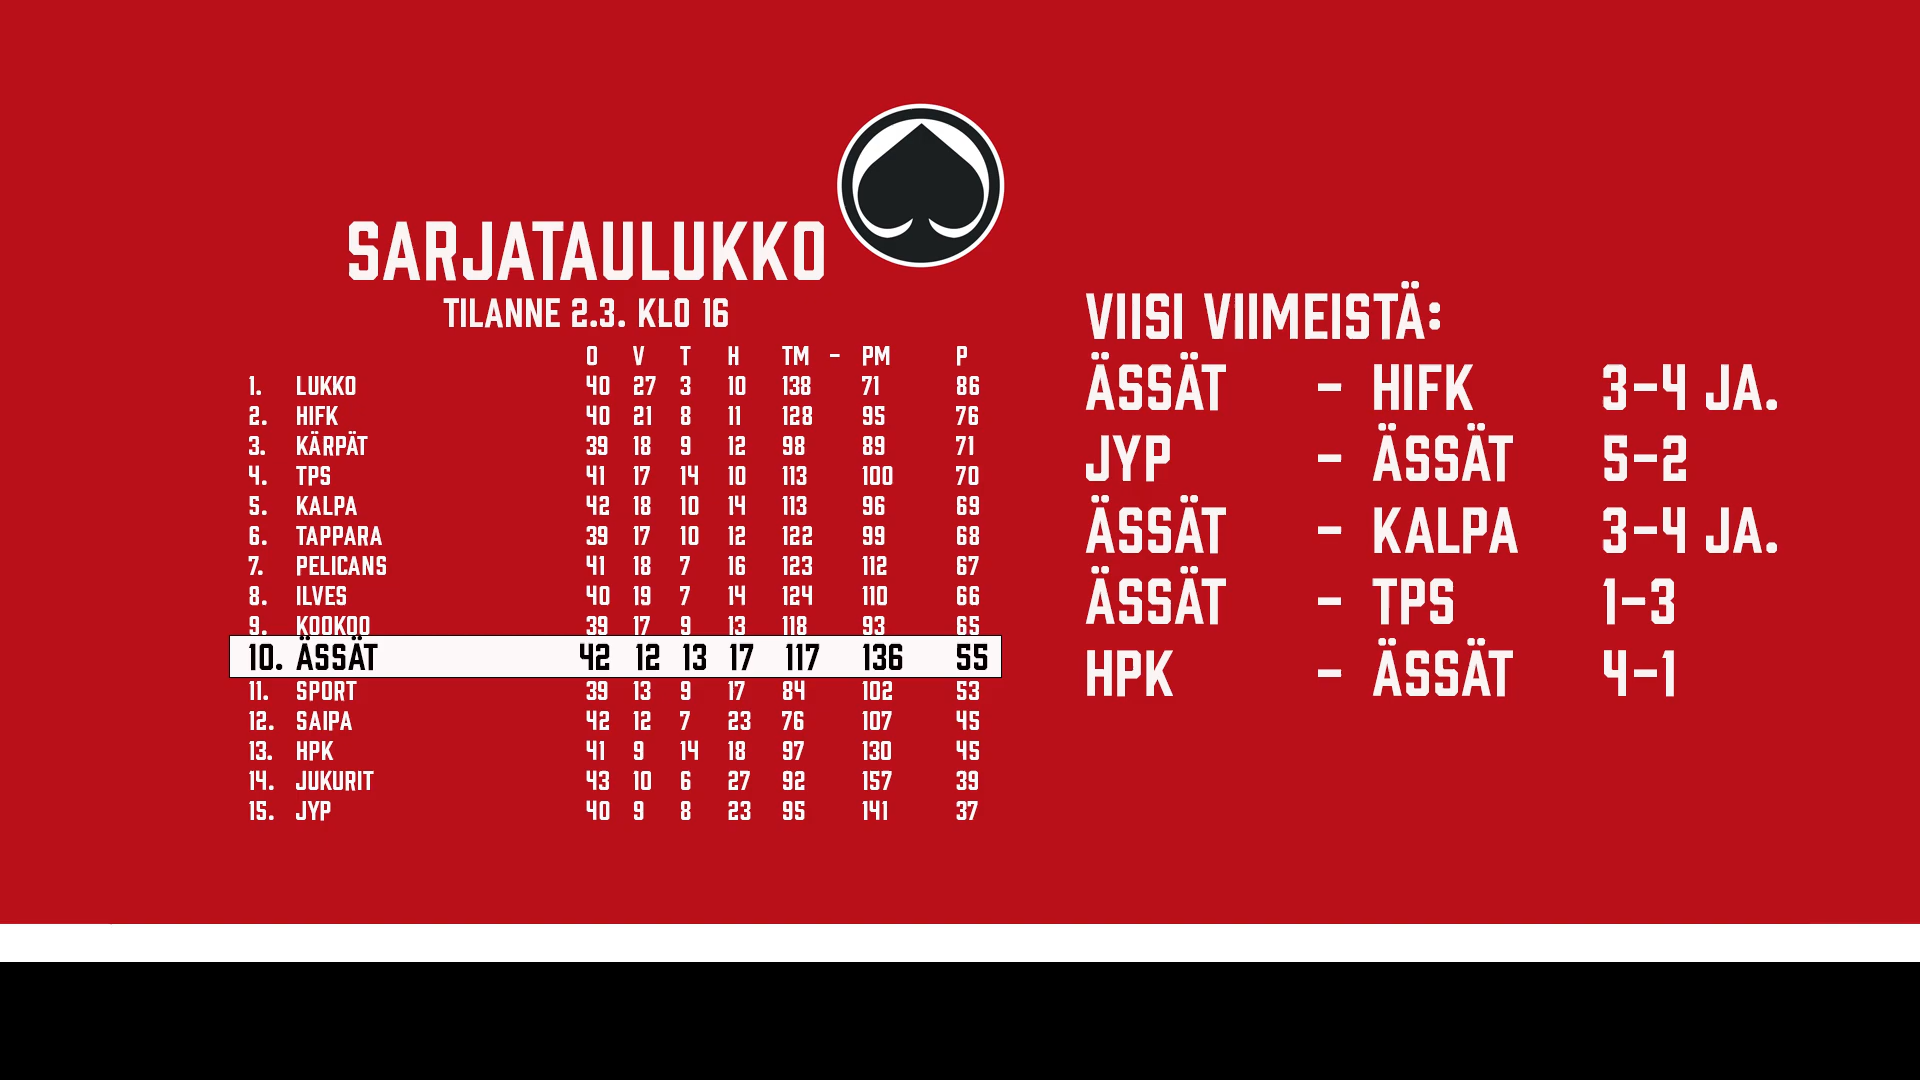 SARJATAULUKKO
TILANNE 2.3. KLO 16
O V T H TM - PM P
1. LUKKO 40 27 3 10 138 71 86
2. HIFK 40 21 8 11 128 95 76
3. KÄRPÄT 39 18 9 12 98 89 71
4. TPS 41 17 14 10 113 100 70
5. KALPA 42 18 10 14 113 96 69
6. TAPPARA 39 17 10 12 122 99 68
7. PELICANS 41 18 7 16 123 112 67
8. ILVES 40 19 7 14 124 110 66
9. KOOKOO 39 17 9 13 118 93 65
10. ÄSSÄT 42 12 13 17 117 136 55
11. SPORT 39 13 9 17 84 102 53
12. SAIPA 42 12 7 23 76 107 45
13. HPK 41 9 14 18 97 130 45
14. JUKURIT 43 10 6 27 92 157 39
15. JYP 40 9 8 23 95 141 37
VIISI VIIMEISTÄ:
ÄSSÄT - HIFK 3-4 JA.
JYP - ÄSSÄT 5-2
ÄSSÄT - KALPA 3-4 JA.
ÄSSÄT - TPS 1-3
HPK - ÄSSÄT 4-1